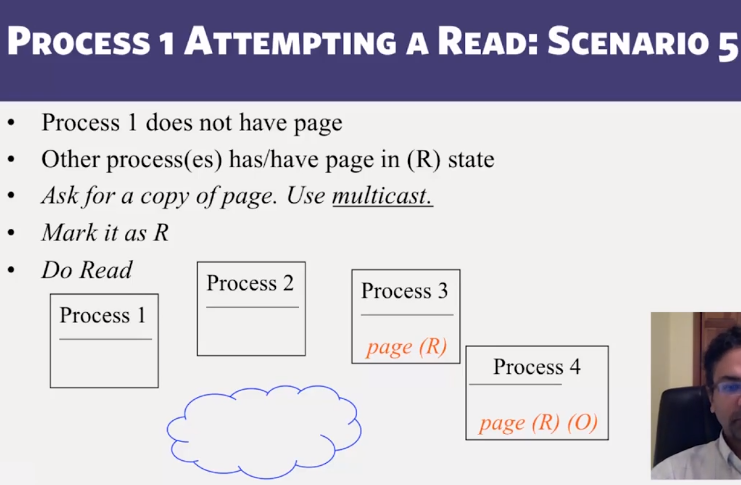 PROCESS 1 ATTEMPTING A READ: SCENARIO 5
• Process 1 does not have page
• Other process(es) has/have page in (R) state
• Ask for a copy of page. Use multicast.
• Mark it as R
• Do Read
Process 1
Process 2
Process 3
page (R)
Process 4
page (R) (O)